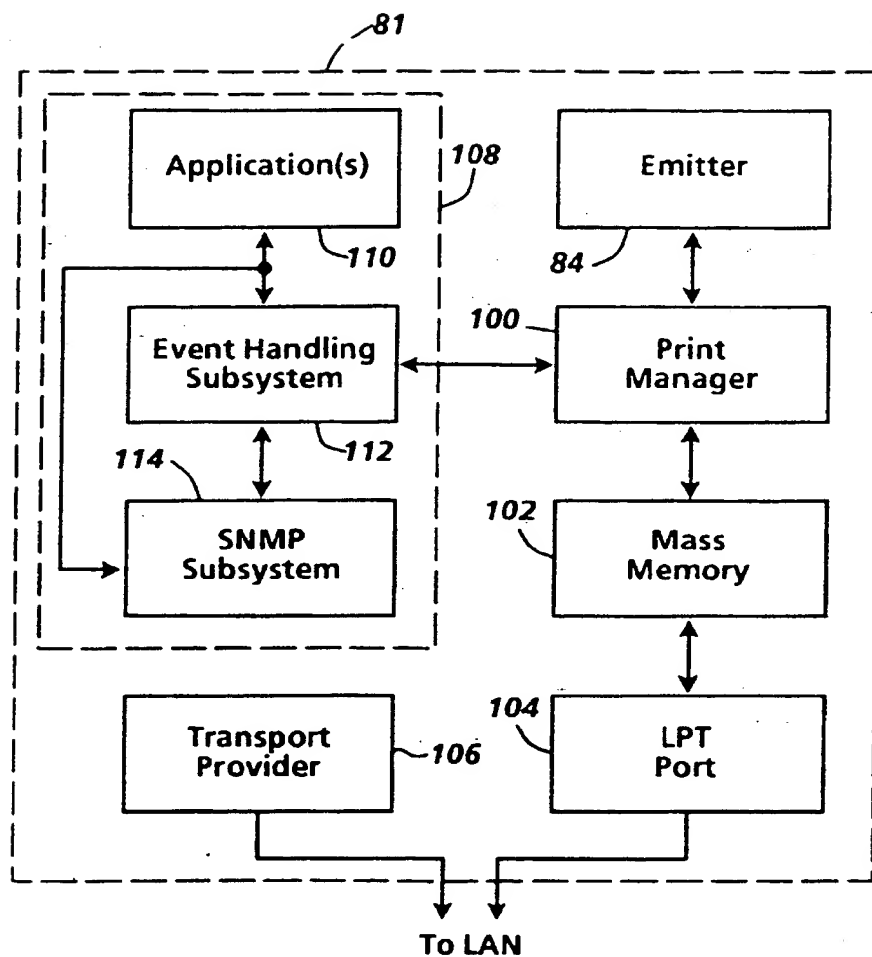 81
Application(s)
108
Emitter
110
84
100
Event Handling
Subsystem
Print
Manager
112
114
102
SNMP
Subsystem
Mass
Memory
104
Transport
Provider
106
LPT
Port
To LAN